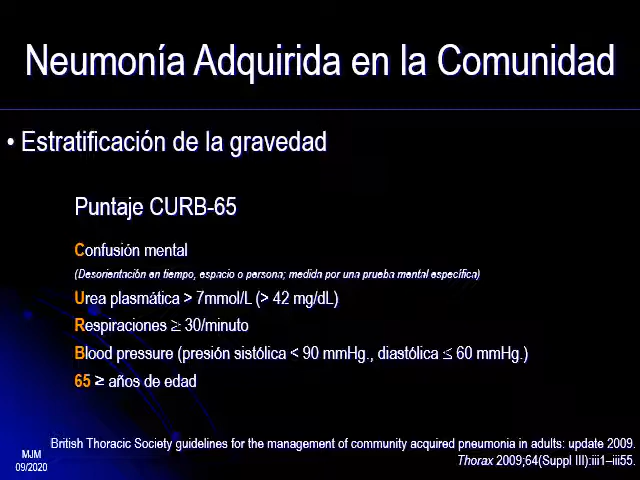 Neumonía Adquirida en la Comunidad
• Estratificación de la gravedad
Puntaje CURB-65
Confusión mental
(Desorientación en tiempo, espacio o persona; medida por una prueba mental específica)
Urea plasmática > 7mmol/L (> 42 mg/dL)
Respiraciones ≥ 30/minuto
Blood pressure (presión sistólica < 90 mmHg., diastólica ≤ 60 mmHg.)
65 ≥ años de edad
British Thoracic Society guidelines for the management of community acquired pneumonia in adults: update 2009.
Thorax 2009;64(Suppl III):iii1–iii55.
MJM
09/2020